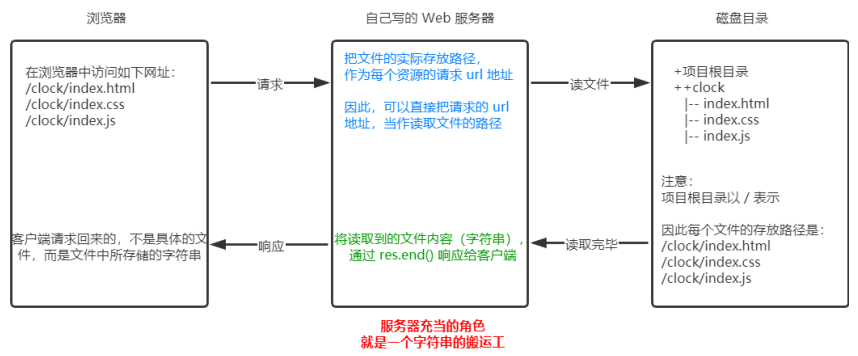 浏览器
自己写的 Web 服务器
磁盘目录
在浏览器中访问如下网址：
/clock/index.html
/clock/index.css
/clock/index.js
请求
把文件的实际存放路径，
作为每个资源的请求 url 地址
因此，可以直接把请求的 url
地址，当作读取文件的路径
读文件
+项目根目录
++clock
|-- index.html
|-- index.css
|-- index.js
注意：
项目根目录以 / 表示
因此每个文件的存放路径是：
/clock/index.html
/clock/index.css
/clock/index.js
客户端请求回来的，不是具体的文
件，而是文件中所存储的字符串
响应
将读取到的文件内容（字符串），
通过 res.end() 响应给客户端
读取完毕
服务器充当的角色
就是一个字符串的搬运工